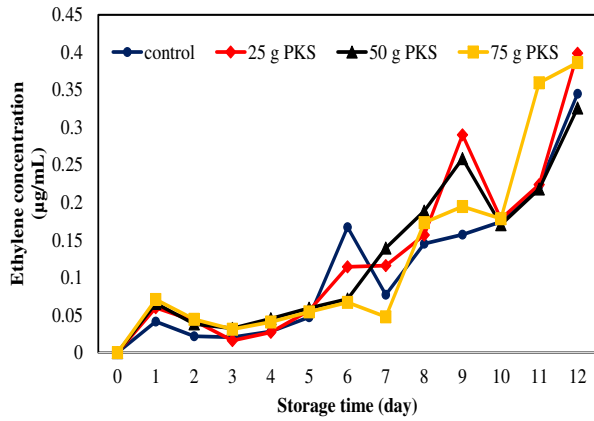 0.45
control 25 g PKS 50 g PKS 75 g PKS
0.4
0.35
0.3
0.25
0.2
0.15
0.1
0.05
0
Ethylene concentration
(µg/mL)
0 1 2 3 4 5 6 7 8 9 10 11 12
Storage time (day)